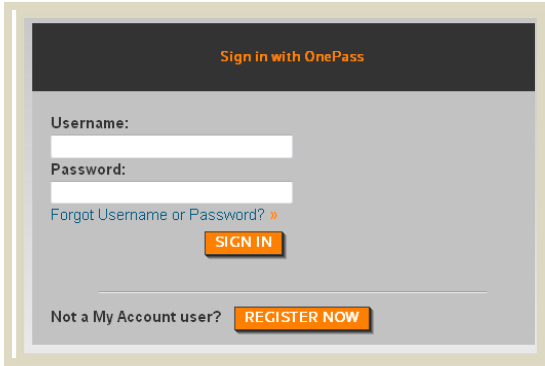 Sign in with OnePass
Username:
Password:
Forgot Username or Password? »
SIGN IN
Not a My Account user? REGISTER NOW